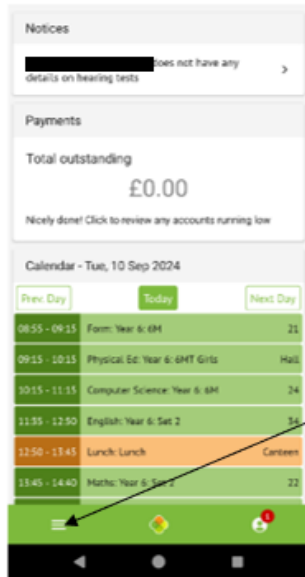 Notices
does not have any
details on hearing tests
Payments
Total outstanding
£0.00
Nicely done! Click to review any accounts running low
Calendar - Tue, 10 Sep 2024
Prev. Day Today Next Day
08:55 - 09:15 Form: Year 6: 6M 21
09:15 - 10:15 Physical Ed: Year 6: 6MT Girls Hall
10:15 - 11:15 Computer Science: Year 6: 6M 24
11:35 - 12:50 English: Year 6: Set 2 34
12:50 - 13:45 Lunch: Lunch Canteen
13:45 - 14:40 Maths: Year 6: Set 2 22
1